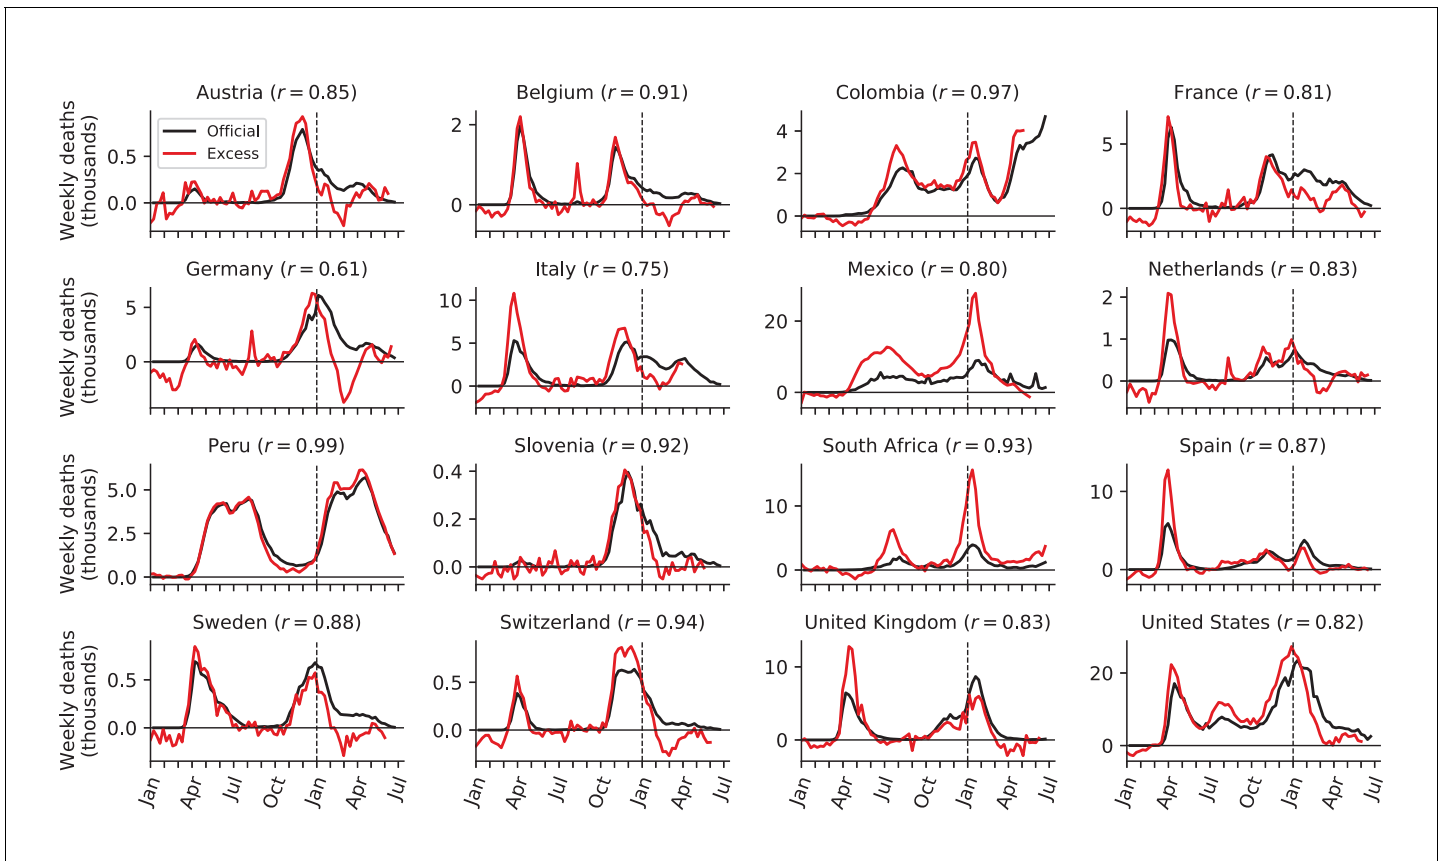 Austria (r = 0.85)
Belgium (r = 0.91)
Colombia (r = 0.97)
France (r = 0.81)
Weekly deaths
(thousands)
Official
Excess
0.5
0.0
2
0
4
2
0
5
0
Germany (r = 0.61)
Italy (r = 0.75)
Mexico (r = 0.80)
Netherlands (r = 0.83)
Weekly deaths
(thousands)
5
0
10
5
0
20
0
2
1
0
Peru (r = 0.99)
Slovenia (r = 0.92)
South Africa (r = 0.93)
Spain (r = 0.87)
Weekly deaths
(thousands)
5.0
2.5
0.0
0.4
0.2
0.0
10
0
10
0
Sweden (r = 0.88)
Switzerland (r = 0.94)
United Kingdom (r = 0.83)
United States (r = 0.82)
Weekly deaths
(thousands)
0.5
0.0
0.5
0.0
10
0
20
0
Jan Apr Jul Oct Jan Apr Jul
Jan Apr Jul Oct Jan Apr Jul
Jan Apr Jul Oct Jan Apr Jul
Jan Apr Jul Oct Jan Apr Jul